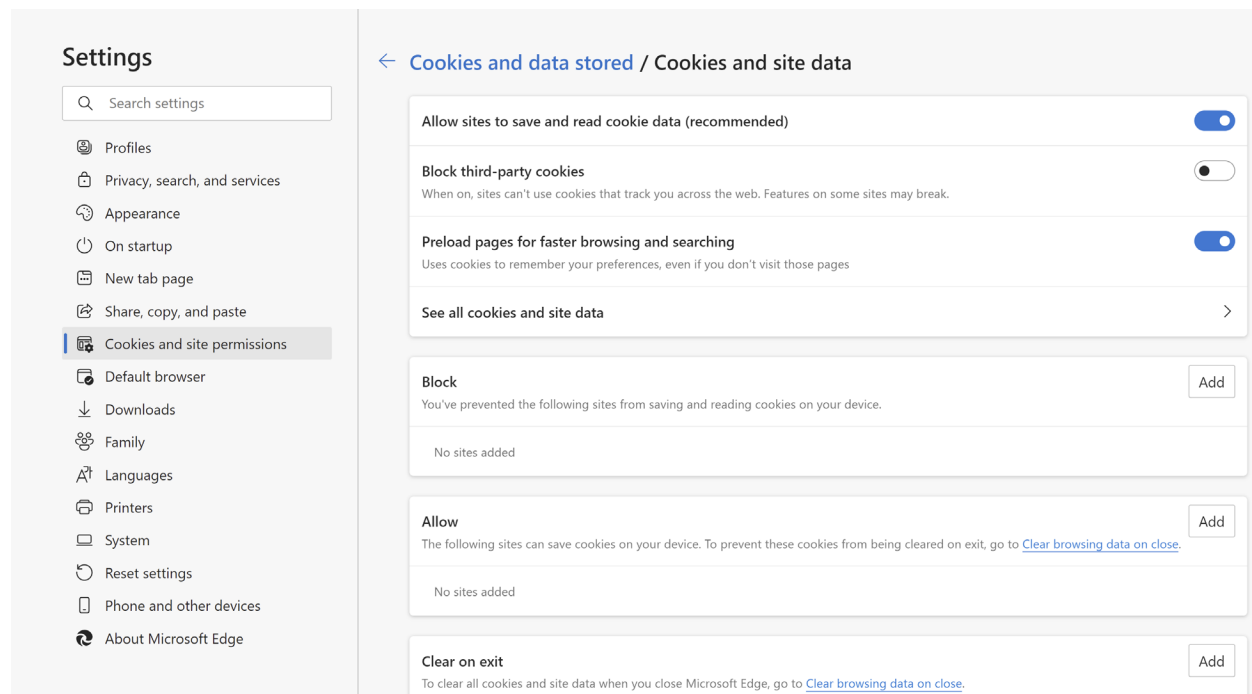 Settings
Search settings
Profiles
Privacy, search, and services
Appearance
On startup
New tab page
Share, copy, and paste
Cookies and site permissions
Default browser
Downloads
Family
Languages
Printers
System
Reset settings
Phone and other devices
About Microsoft Edge
Cookies and data stored / Cookies and site data
Allow sites to save and read cookie data (recommended)
Block third-party cookies
When on, sites can't use cookies that track you across the web. Features on some sites may break.
Preload pages for faster browsing and searching
Uses cookies to remember your preferences, even if you don't visit those pages
See all cookies and site data
Block
Add
You've prevented the following sites from saving and reading cookies on your device.
No sites added
Allow
Add
The following sites can save cookies on your device. To prevent these cookies from being cleared on exit, go to Clear browsing data on close.
No sites added
Clear on exit
Add
To clear all cookies and site data when you close Microsoft Edge, go to Clear browsing data on close.